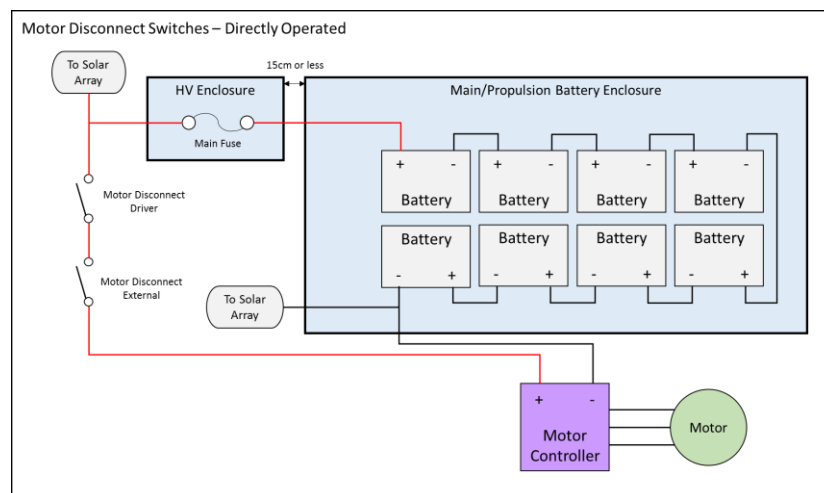 Motor Disconnect Switches – Directly Operated
To Solar
Array
HV Enclosure
Main Fuse
15cm or less
Main/Propulsion Battery Enclosure
+ -
Battery
+ -
Battery
+ -
Battery
+ -
Battery
Battery
- +
Battery
- +
Battery
- +
Battery
- +
Motor Disconnect
Driver
Motor Disconnect
External
To Solar
Array
+ -
Motor
Controller
Motor